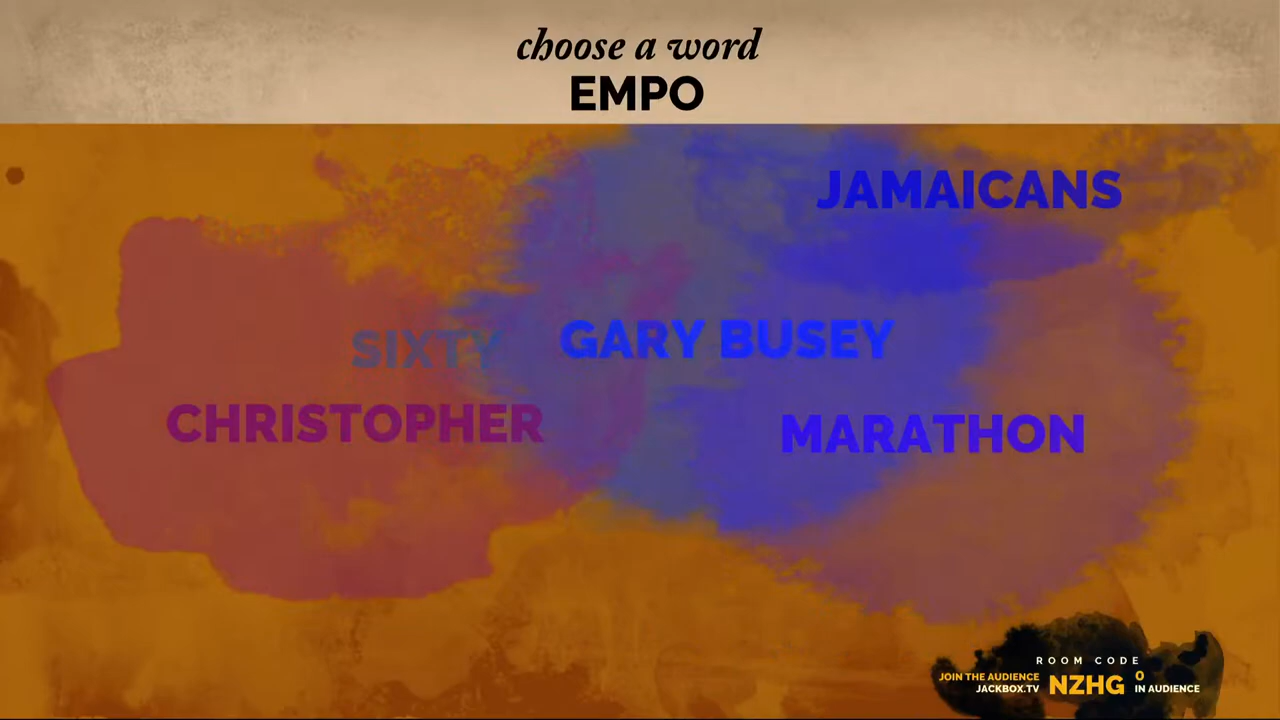 choose a word
EMPO
JAMAICANS
SIXTY
GARY BUSEY
CHRISTOPHER
MARATHON
ROOM CODE
JOIN THE AUDIENCE
JACKBOX.TV
NZHG
0
IN AUDIENCE